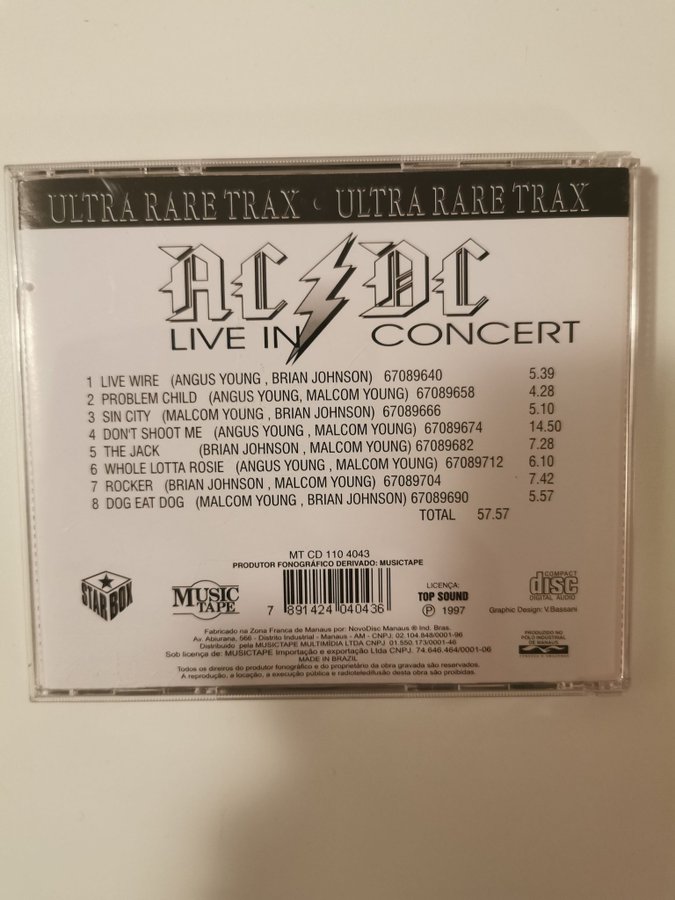 ULTRA RARE TRAX ULTRA RARE TRAX
AC DC
LIVE IN CONCERT
1 LIVE WIRE (ANGUS YOUNG , BRIAN JOHNSON) 67089640 5.39
2 PROBLEM CHILD (ANGUS YOUNG, MALCOM YOUNG) 67089658 4.28
3 SIN CITY (MALCOM YOUNG , BRIAN JOHNSON) 67089666 5.10
4 DON'T SHOOT ME (ANGUS YOUNG , MALCOM YOUNG) 67089674 14.50
5 THE JACK (BRIAN JOHNSON , MALCOM YOUNG) 67089682 7.28
6 WHOLE LOTTA ROSIE (ANGUS YOUNG , MALCOM YOUNG) 67089712 6.10
7 ROCKER (BRIAN JOHNSON , MALCOM YOUNG) 67089704 7.42
8 DOG EAT DOG (MALCOM YOUNG , BRIAN JOHNSON) 67089690 5.57
TOTAL 57.57
MT CD 110 4043
PRODUTOR FONOGRÁFICO DERIVADO: MUSICTAPE
STAR BOX
MUSIC TAPE
7 891424 040436
LICENÇA:
TOP SOUND
℗ 1997
COMPACT
disc
DIGITAL AUDIO
Graphic Design: V.Bassani
Fabricado na Zona Franca de Manaus por: NovoDisc Manaus ® Ind. Bras.
Av. Abiurana, 566 - Distrito Industrial - Manaus - AM - CNPJ. 02.104.848/0001-96
Distribuido pela MUSICTAPE MULTIMÍDIA LTDA CNPJ. 01.550.173/0001-46
Sob licença de: MUSICTAPE Importação e exportação Ltda CNPJ. 74.646.464/0001-06
MADE IN BRAZIL
Todos os direitos do produtor fonográfico e do proprietário da obra gravada são reservados.
A reprodução, a locação, a execução pública e radioteledifusão desta obra são proibidas.
PRODUZIDO NO
PÓLO INDUSTRIAL
DE MANAUS